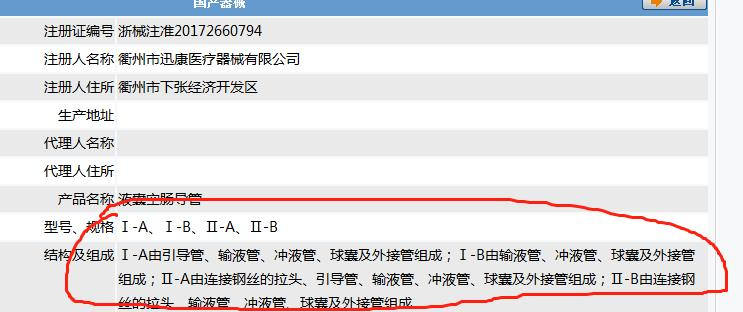 国产器械
返回
注册证编号 浙械注准20172660794
注册人名称 衢州市迅康医疗器械有限公司
注册人住所 衢州市下张经济开发区
生产地址
代理人名称
代理人住所
产品名称 液囊空肠导管
型号、规格 Ⅰ-A、Ⅰ-B、Ⅱ-A、Ⅱ-B
结构及组成 Ⅰ-A由引导管、输液管、冲液管、球囊及外接管组成；Ⅰ-B由输液管、冲液管、球囊及外接管
组成；Ⅱ-A由连接钢丝的拉头、引导管、输液管、冲液管、球囊及外接管组成；Ⅱ-B由连接钢
丝的拉头、输液管、冲液管、球囊及外接管组成